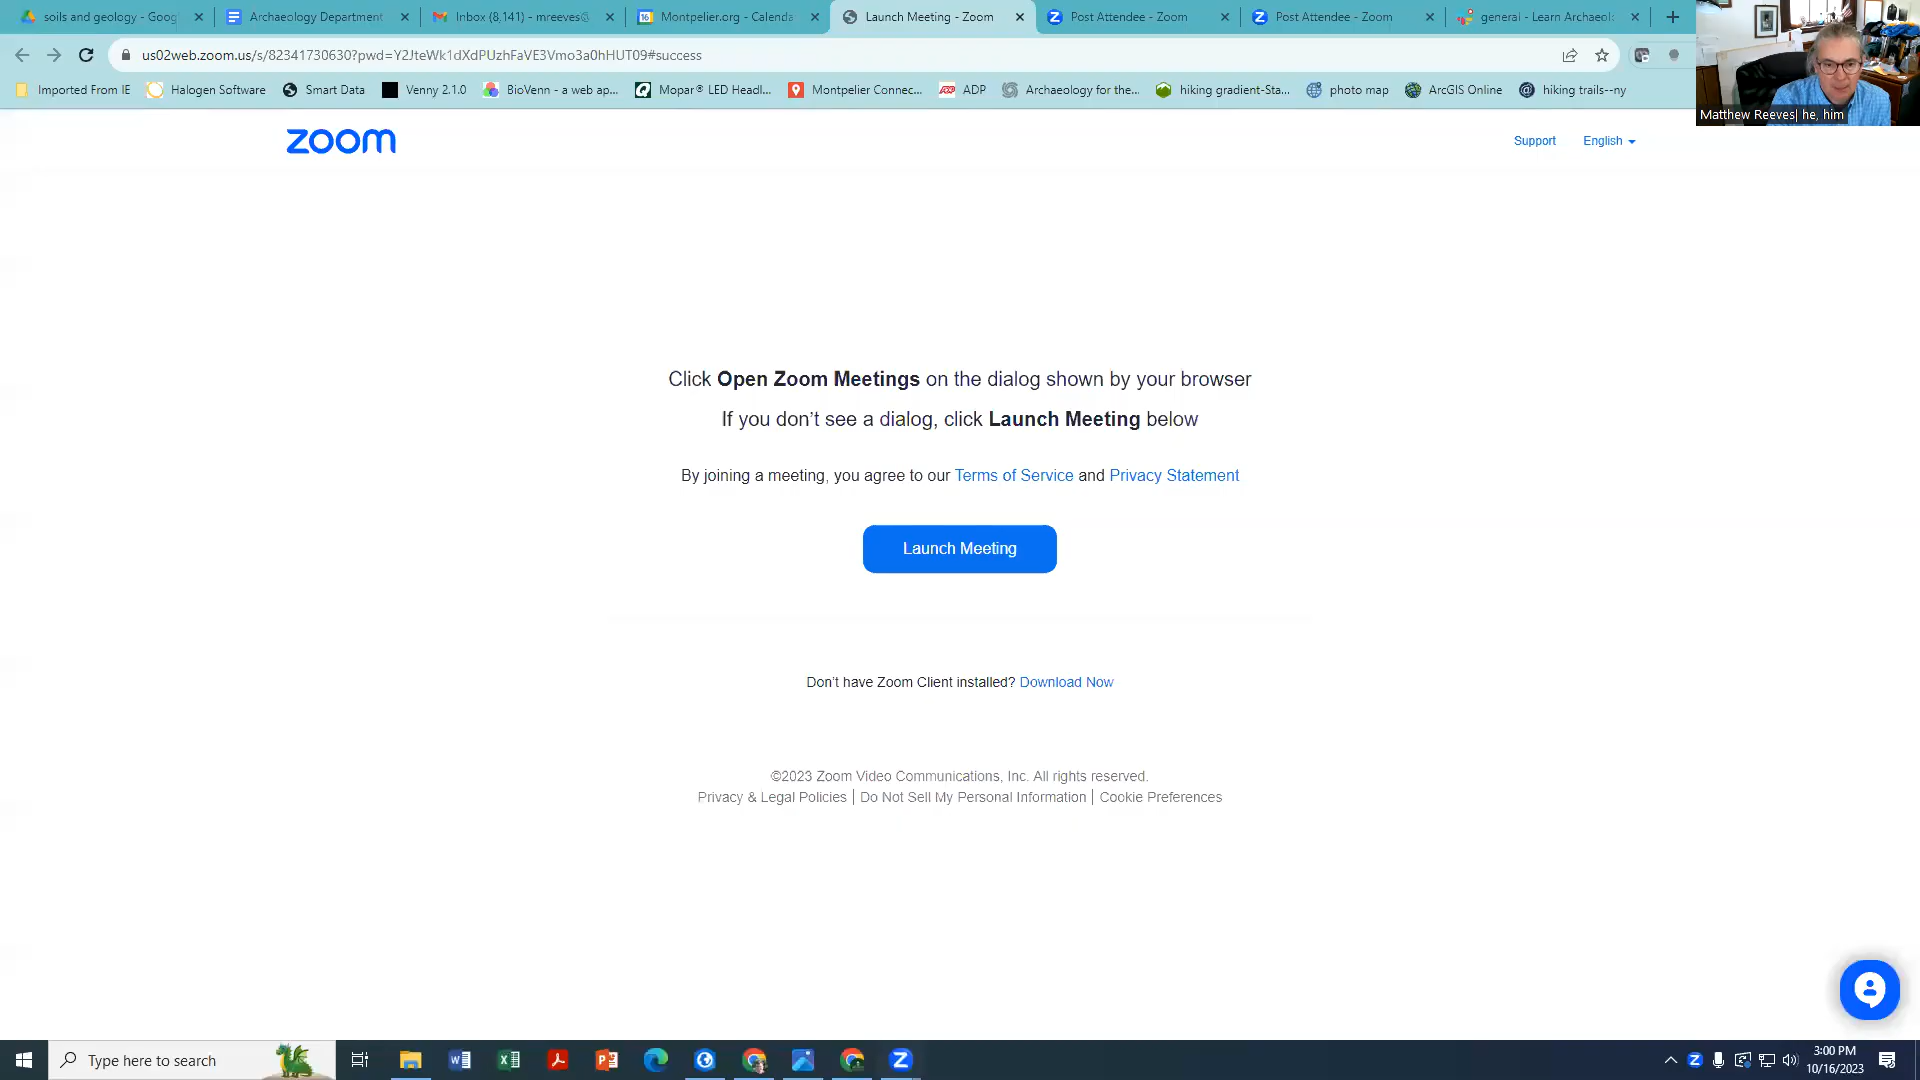 soils and geology - Goog
Archaeology Department
Inbox (8,141) - mreeves@
Montpelier.org - Calenda
Launch Meeting - Zoom
Post Attendee - Zoom
Post Attendee - Zoom
general - Learn Archaeolo
us02web.zoom.us/s/82341730630?pwd=Y2JteWk1dXdPUzhFaVE3Vmo3a0hHUT09#success
Imported From IE
Halogen Software
Smart Data
Venny 2.1.0
BioVenn - a web ap...
Mopar® LED Headl...
Montpelier Connec...
ADP
Archaeology for the...
hiking gradient-Sta...
photo map
ArcGIS Online
hiking trails--ny
Matthew Reeves| he, him
zoom
Support
English
Click Open Zoom Meetings on the dialog shown by your browser
If you don't see a dialog, click Launch Meeting below
By joining a meeting, you agree to our Terms of Service and Privacy Statement
Launch Meeting
Don't have Zoom Client installed? Download Now
©2023 Zoom Video Communications, Inc. All rights reserved.
Privacy & Legal Policies | Do Not Sell My Personal Information | Cookie Preferences
Type here to search
3:00 PM
10/16/2023